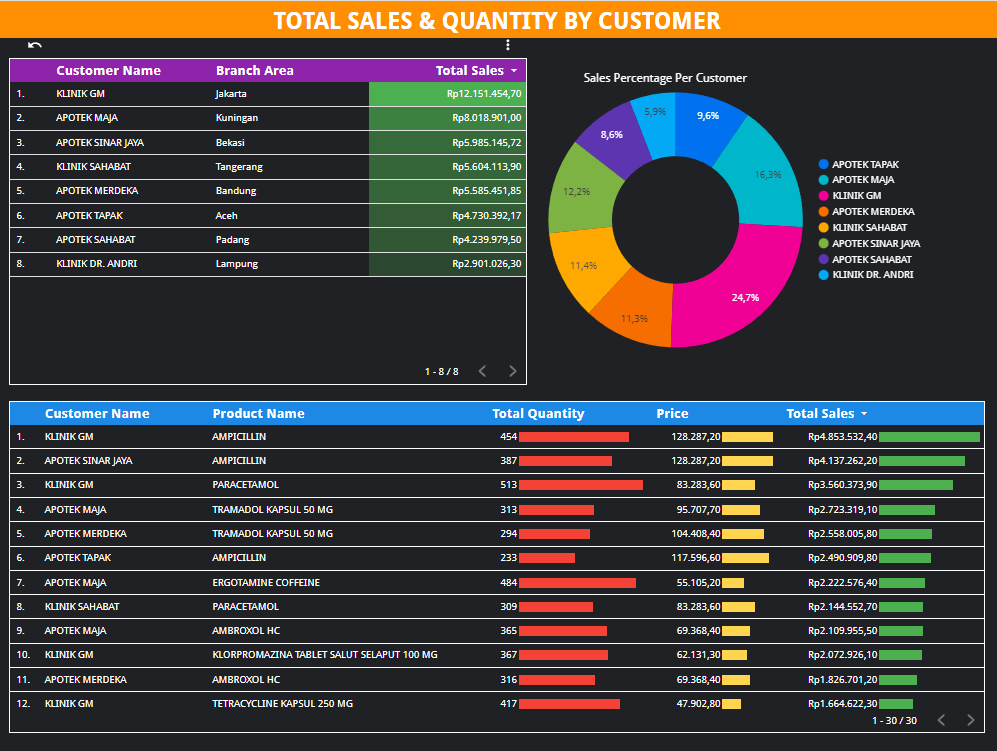 TOTAL SALES & QUANTITY BY CUSTOMER
Customer Name Branch Area Total Sales
1. KLINIK GM Jakarta Rp12.151.454,70
2. APOTEK MAJA Kuningan Rp8.018.901,00
3. APOTEK SINAR JAYA Bekasi Rp5.985.145,72
4. KLINIK SAHABAT Tangerang Rp5.604.113,90
5. APOTEK MERDEKA Bandung Rp5.585.451,85
6. APOTEK TAPAK Aceh Rp4.730.392,17
7. APOTEK SAHABAT Padang Rp4.239.979,50
8. KLINIK DR. ANDRI Lampung Rp2.901.026,30
1 - 8 / 8
Sales Percentage Per Customer
9,6%
16,3%
24,7%
11,3%
11,4%
12,2%
8,6%
5,9%
APOTEK TAPAK
APOTEK MAJA
KLINIK GM
APOTEK MERDEKA
KLINIK SAHABAT
APOTEK SINAR JAYA
APOTEK SAHABAT
KLINIK DR. ANDRI
Customer Name Product Name Total Quantity Price Total Sales
1. KLINIK GM AMPICILLIN 454 128.287,20 Rp4.853.532,40
2. APOTEK SINAR JAYA AMPICILLIN 387 128.287,20 Rp4.137.262,20
3. KLINIK GM PARACETAMOL 513 83.283,60 Rp3.560.373,90
4. APOTEK MAJA TRAMADOL KAPSUL 50 MG 313 95.707,70 Rp2.723.319,10
5. APOTEK MERDEKA TRAMADOL KAPSUL 50 MG 294 104.408,40 Rp2.558.005,80
6. APOTEK TAPAK AMPICILLIN 233 117.596,60 Rp2.490.909,80
7. APOTEK MAJA ERGOTAMINE COFFEINE 484 55.105,20 Rp2.222.576,40
8. KLINIK SAHABAT PARACETAMOL 309 83.283,60 Rp2.144.552,70
9. APOTEK MAJA AMBROXOL HC 365 69.368,40 Rp2.109.955,50
10. KLINIK GM KLORPROMAZINA TABLET SALUT SELAPUT 100 MG 367 62.131,30 Rp2.072.926,10
11. APOTEK MERDEKA AMBROXOL HC 316 69.368,40 Rp1.826.701,20
12. KLINIK GM TETRACYCLINE KAPSUL 250 MG 417 47.902,80 Rp1.664.622,30
1 - 30 / 30